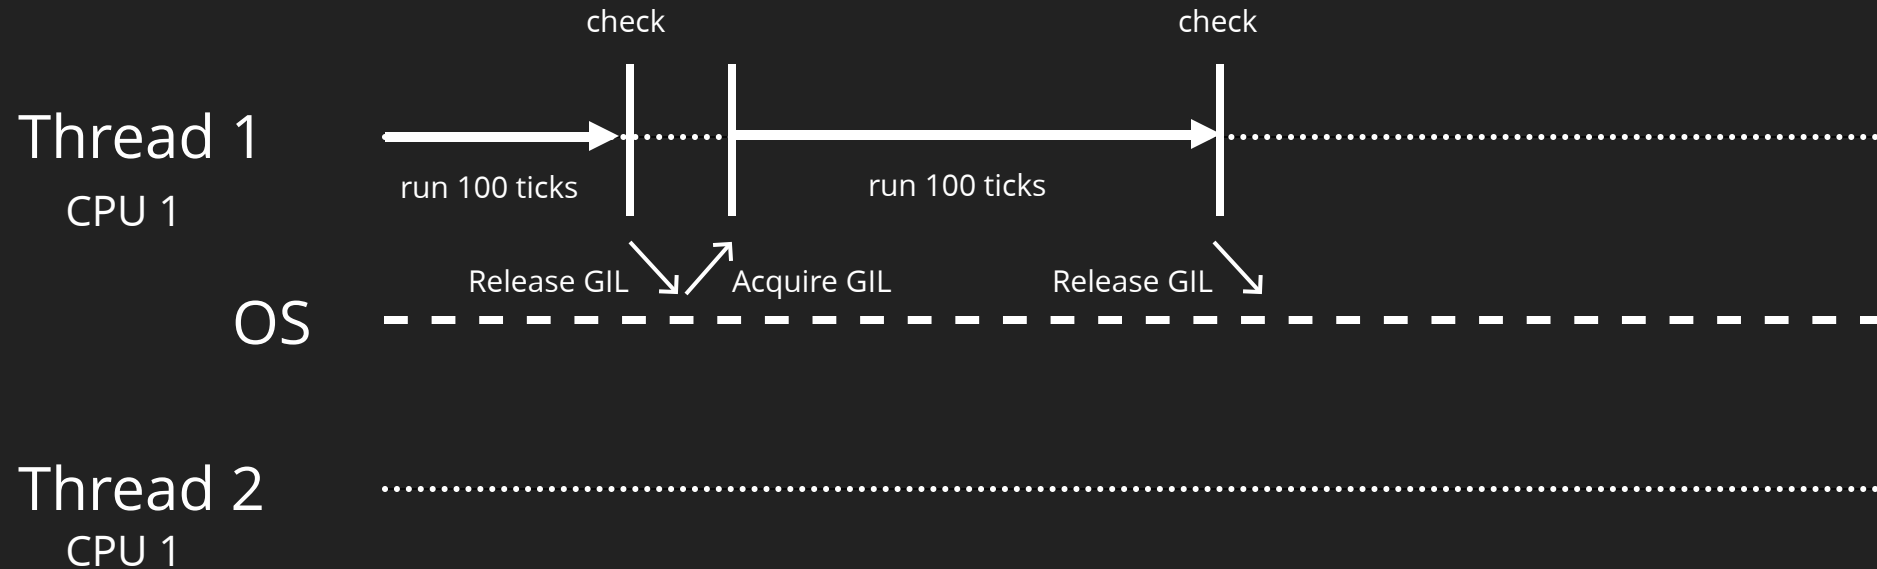 check
check
Thread 1
run 100 ticks
run 100 ticks
CPU 1
Release GIL
Acquire GIL
Release GIL
OS
Thread 2
CPU 1